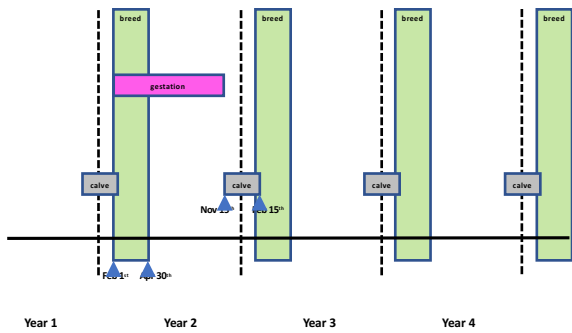 breed breed breed breed
gestation
calve calve calve calve
Nov 15th Feb 15th
Feb 1st Apr 30th
Year 1 Year 2 Year 3 Year 4